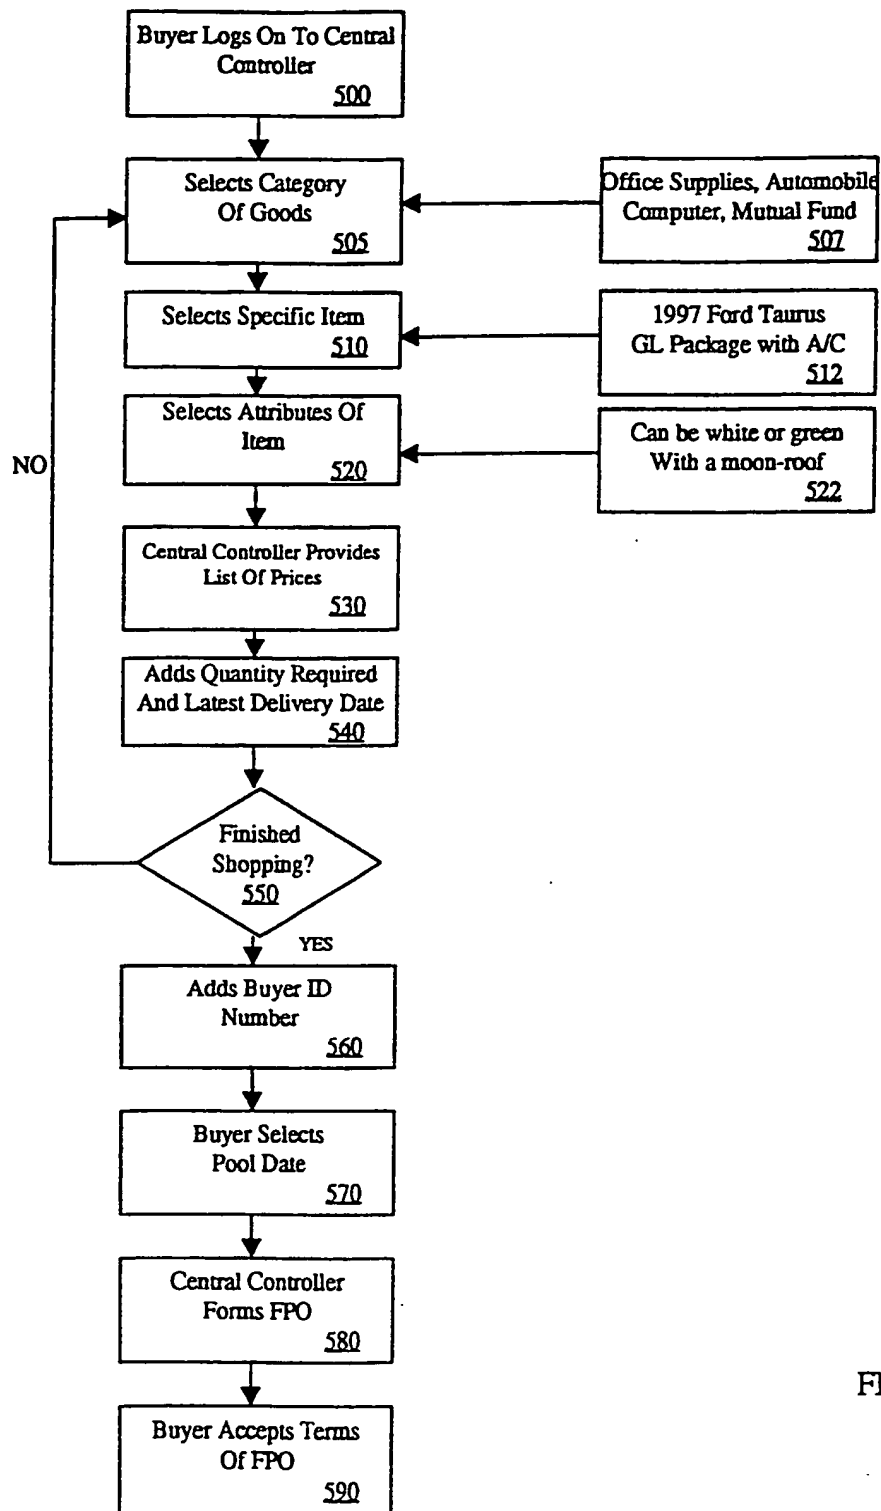 Buyer Logs On To Central
Controller
500
Selects Category
Of Goods
505
Office Supplies, Automobile
Computer, Mutual Fund
507
Selects Specific Item
510
1997 Ford Taurus
GL Package with A/C
512
Selects Attributes Of
Item
520
Can be white or green
With a moon-roof
522
NO
Central Controller Provides
List Of Prices
530
Adds Quantity Required
And Latest Delivery Date
540
Finished
Shopping?
550
YES
Adds Buyer ID
Number
560
Buyer Selects
Pool Date
570
Central Controller
Forms FPO
580
Buyer Accepts Terms
Of FPO
590